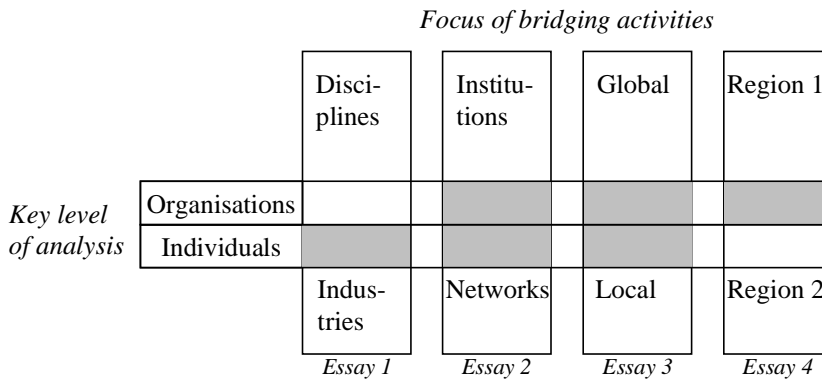 Focus of bridging activities
Disci-
plines
Institu-
tions
Global
Region 1
Key level
of analysis
Organisations
Individuals
Indus-
tries
Networks
Local
Region 2
Essay 1
Essay 2
Essay 3
Essay 4